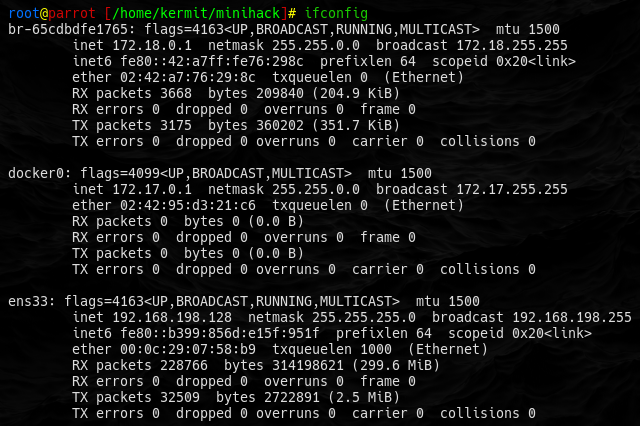 root@parrot [/home/kermit/minihack]# ifconfig
br-65cdbdfe1765: flags=4163<UP,BROADCAST,RUNNING,MULTICAST>  mtu 1500
        inet 172.18.0.1  netmask 255.255.0.0  broadcast 172.18.255.255
        inet6 fe80::42:a7ff:fe76:298c  prefixlen 64  scopeid 0x20<link>
        ether 02:42:a7:76:29:8c  txqueuelen 0  (Ethernet)
        RX packets 3668  bytes 209840 (204.9 KiB)
        RX errors 0  dropped 0  overruns 0  frame 0
        TX packets 3175  bytes 360202 (351.7 KiB)
        TX errors 0  dropped 0 overruns 0  carrier 0  collisions 0

docker0: flags=4099<UP,BROADCAST,MULTICAST>  mtu 1500
        inet 172.17.0.1  netmask 255.255.0.0  broadcast 172.17.255.255
        ether 02:42:95:d3:21:c6  txqueuelen 0  (Ethernet)
        RX packets 0  bytes 0 (0.0 B)
        RX errors 0  dropped 0  overruns 0  frame 0
        TX packets 0  bytes 0 (0.0 B)
        TX errors 0  dropped 0 overruns 0  carrier 0  collisions 0

ens33: flags=4163<UP,BROADCAST,RUNNING,MULTICAST>  mtu 1500
        inet 192.168.198.128  netmask 255.255.255.0  broadcast 192.168.198.255
        inet6 fe80::b399:856d:e15f:951f  prefixlen 64  scopeid 0x20<link>
        ether 00:0c:29:07:58:b9  txqueuelen 1000  (Ethernet)
        RX packets 228766  bytes 314198621 (299.6 MiB)
        RX errors 0  dropped 0  overruns 0  frame 0
        TX packets 32509  bytes 2722891 (2.5 MiB)
        TX errors 0  dropped 0 overruns 0  carrier 0  collisions 0